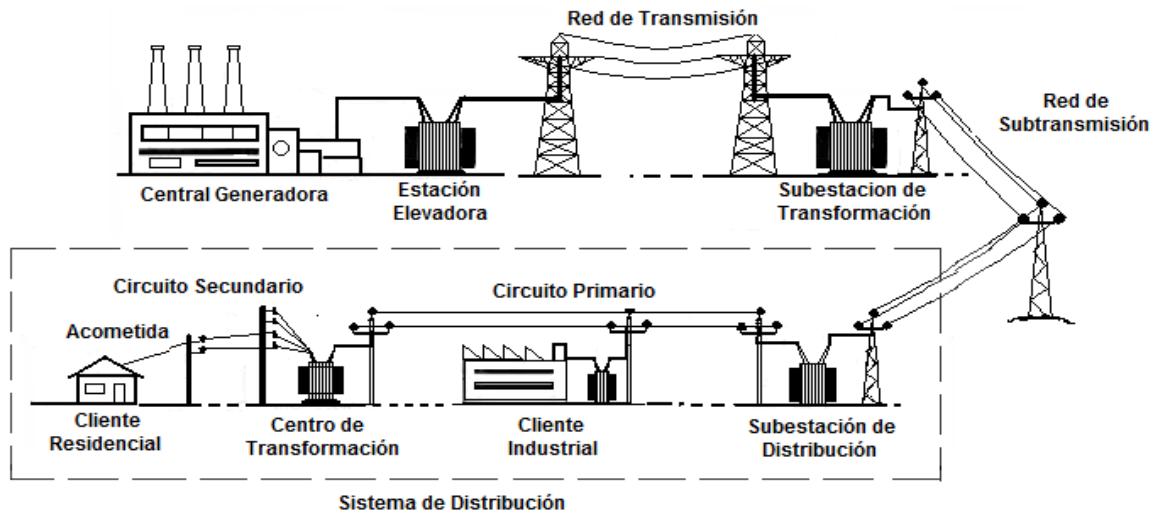 Red de Transmisión
Red de
Subtransmisión
Central Generadora
Estación
Elevadora
Subestacion de
Transformación
Circuito Secundario
Circuito Primario
Acometida
Cliente
Residencial
Centro de
Transformación
Cliente
Industrial
Subestación de
Distribución
Sistema de Distribución